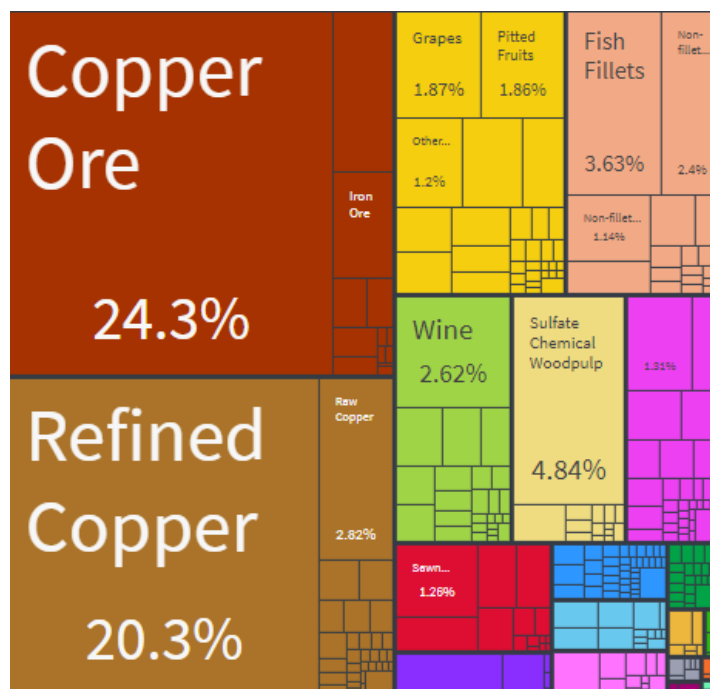 Copper
Ore
24.3%
Iron
Ore
Refined
Copper
20.3%
Raw
Copper
2.82%
Grapes
1.87%
Pitted
Fruits
1.86%
Other...
1.2%
Fish
Fillets
3.63%
Non-
fillet...
2.4%
Non-fillet...
1.14%
Wine
2.62%
Sulfate
Chemical
Woodpulp
4.84%
1.31%
Sawn...
1.26%